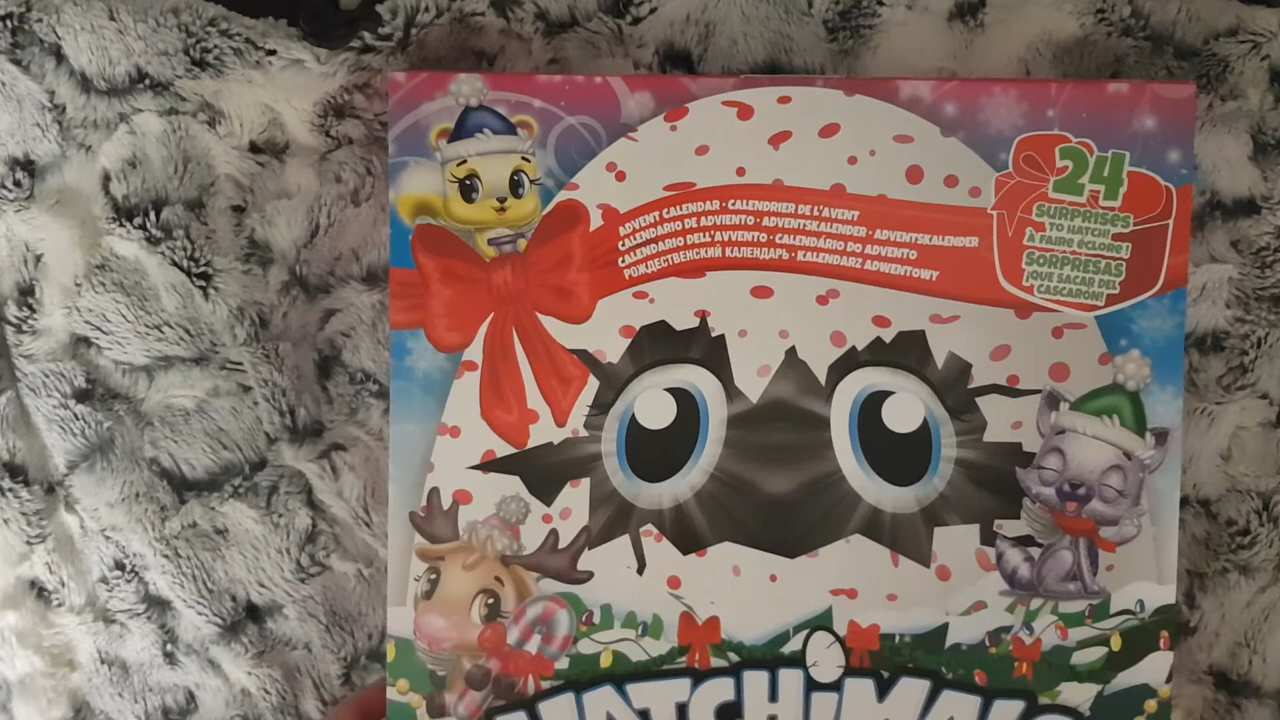 ADVENT CALENDAR · CALENDRIER DE L'AVENT
CALENDARIO DE ADVIENTO · ADVENTSKALENDER · ADVENTSKALENDER
CALENDARIO DELL'AVVENTO · CALENDÁRIO DO ADVENTO
РОЖДЕСТВЕНСКИЙ КАЛЕНДАРЬ · KALENDARZ ADWENTOWY
24
SURPRISES
TO HATCH!
À FAIRE ÉCLORE !
SORPRESAS
¡QUE SACAR DEL
CASCARÓN!
HATCHiMALS